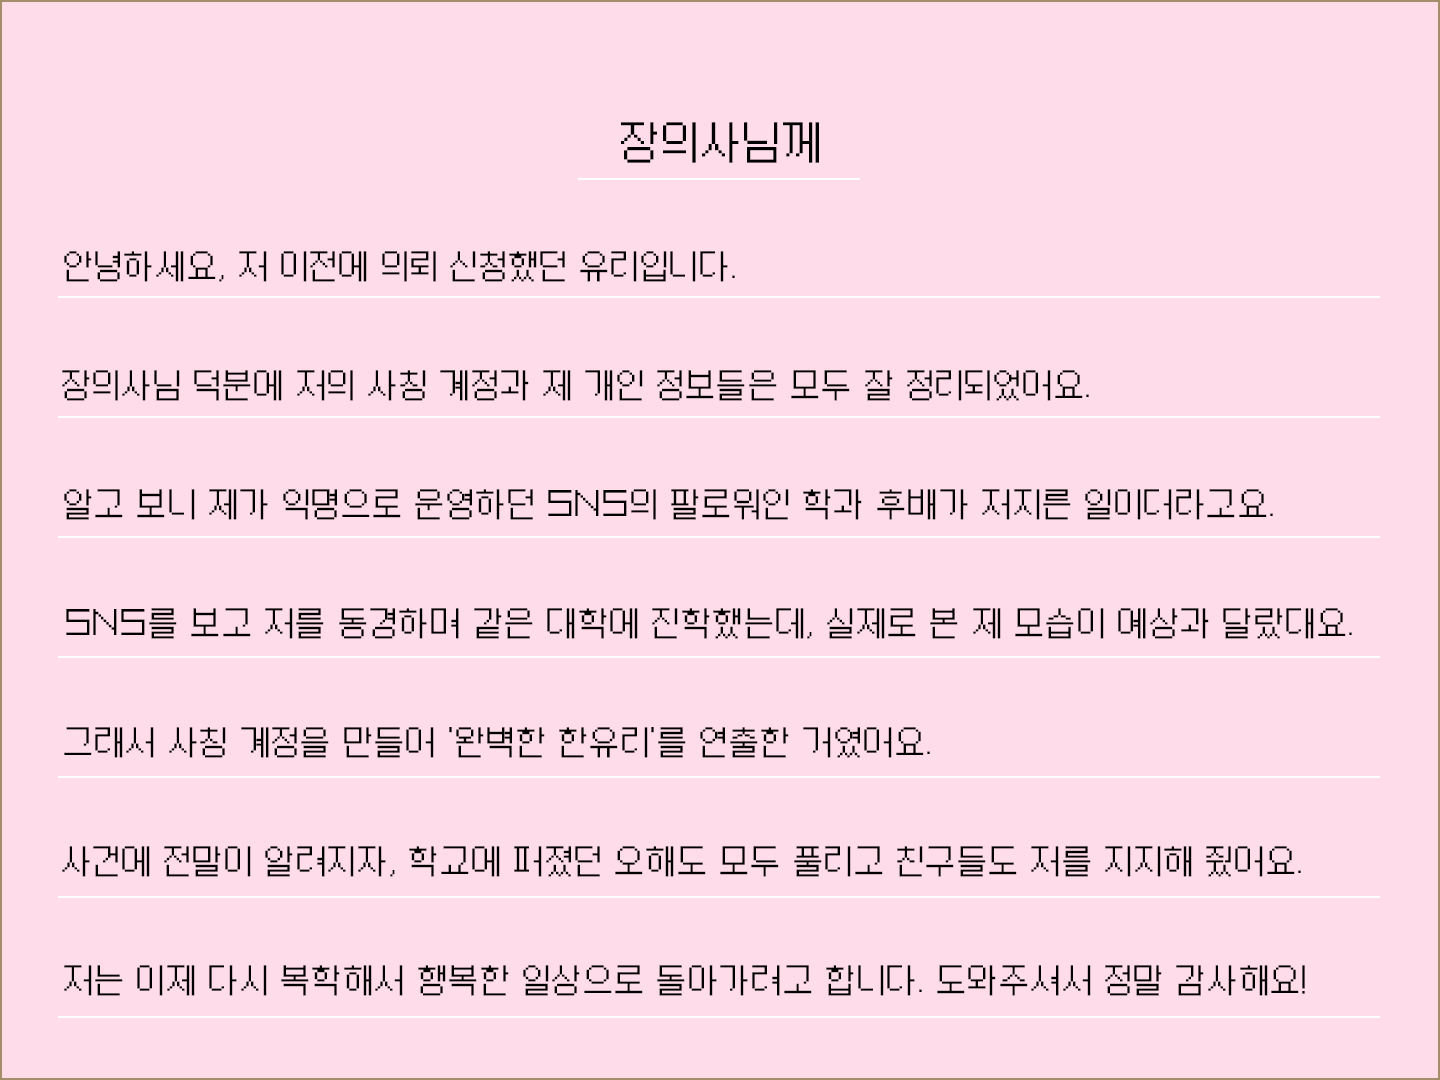 장의사님께
안녕하세요, 저 이전에 의뢰 신청했던 유리입니다.
장의사님 덕분에 저의 사칭 계정과 제 개인 정보들은 모두 잘 정리되었어요.
알고 보니 제가 익명으로 운영하던 SNS의 팔로워인 학과 후배가 저지른 일이더라고요.
SNS를 보고 저를 동경하며 같은 대학에 진학했는데, 실제로 본 제 모습이 예상과 달랐대요.
그래서 사칭 계정을 만들어 '완벽한 한유리'를 연출한 거였어요.
사건에 전말이 알려지자, 학교에 퍼졌던 오해도 모두 풀리고 친구들도 저를 지지해 줬어요.
저는 이제 다시 복학해서 행복한 일상으로 돌아가려고 합니다. 도와주셔서 정말 감사해요!